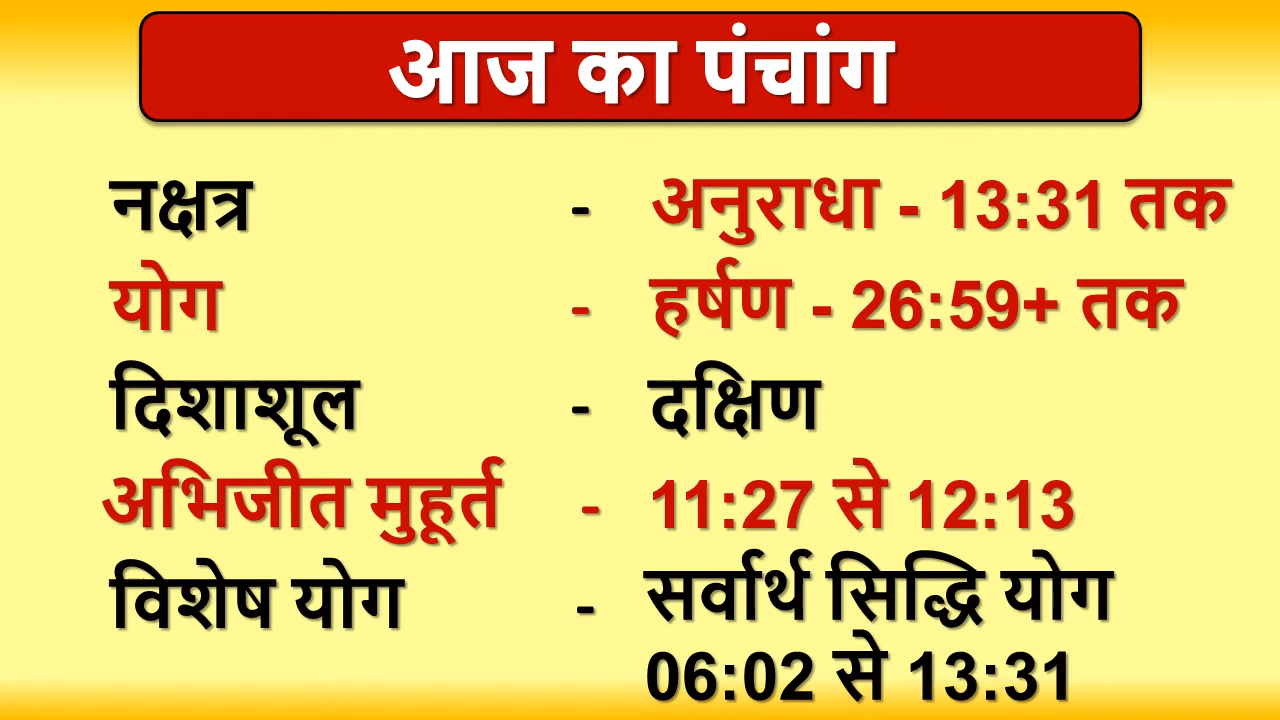 आज का पंचांग
नक्षत्र - अनुराधा - 13:31 तक
योग - हर्षण - 26:59+ तक
दिशाशूल - दक्षिण
अभिजीत मुहूर्त - 11:27 से 12:13
विशेष योग - सर्वार्थ सिद्धि योग
06:02 से 13:31